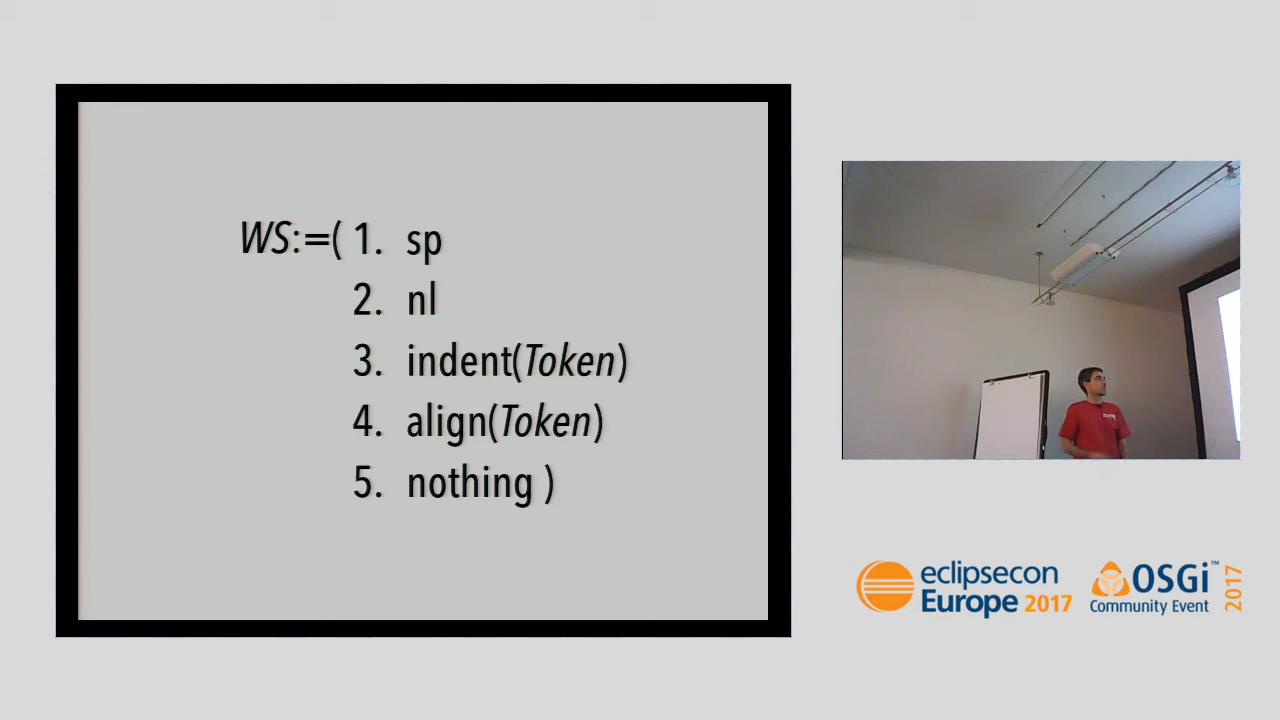 WS:=( 1. sp
2. nl
3. indent(Token)
4. align(Token)
5. nothing )
eclipsecon
Europe 2017
OSGi™
Community Event
2017